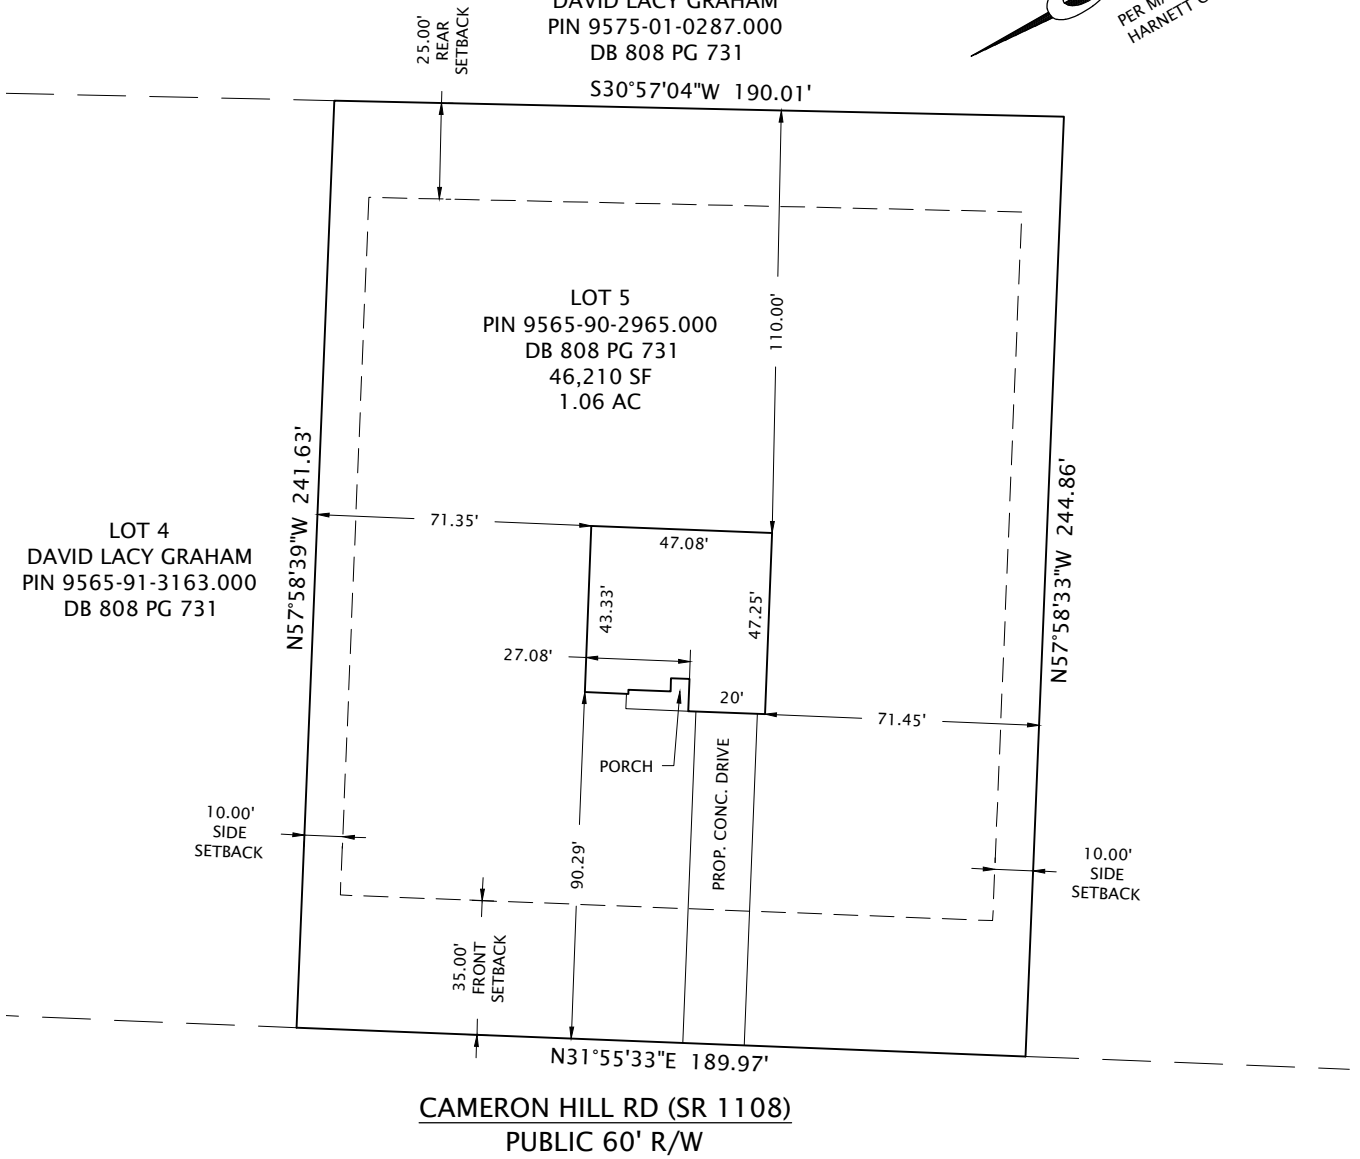 DAVID LACY GRAHAM
PIN 9575-01-0287.000
DB 808 PG 731
25.00'
REAR
SETBACK
PER
HARNETT
S30°57'04"W 190.01'
LOT 5
PIN 9565-90-2965.000
DB 808 PG 731
46,210 SF
1.06 AC
110.00'
N57°58'39"W 241.63'
N57°58'33"W 244.86'
LOT 4
DAVID LACY GRAHAM
PIN 9565-91-3163.000
DB 808 PG 731
71.35'
47.08'
43.33'
47.25'
27.08'
20'
71.45'
PORCH
PROP. CONC. DRIVE
90.29'
10.00'
SIDE
SETBACK
10.00'
SIDE
SETBACK
35.00'
FRONT
SETBACK
N31°55'33"E 189.97'
CAMERON HILL RD (SR 1108)
PUBLIC 60' R/W